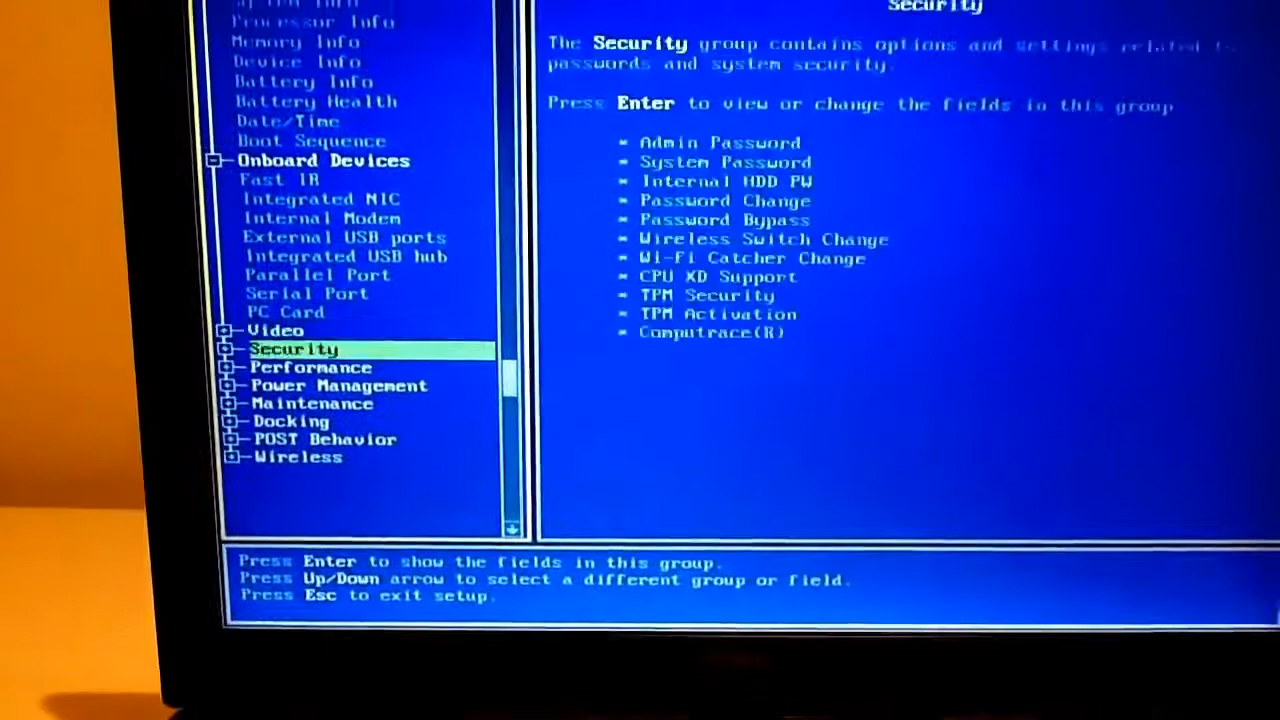 Processor Info
Memory Info
Device Info
Battery Info
Battery Health
Date/Time
Boot Sequence
Onboard Devices
Fast IR
Integrated NIC
Internal Modem
External USB ports
Integrated USB hub
Parallel Port
Serial Port
PC Card
Video
Security
Performance
Power Management
Maintenance
Docking
POST Behavior
Wireless
Security
The Security group contains options and settings related to
passwords and system security.
Press Enter to view or change the fields in this group
Admin Password
System Password
Internal HDD PW
Password Change
Password Bypass
Wireless Switch Change
Wi-Fi Catcher Change
CPU XD Support
TPM Security
TPM Activation
Computrace(R)
Press Enter to show the fields in this group.
Press Up/Down arrow to select a different group or field.
Press Esc to exit setup.